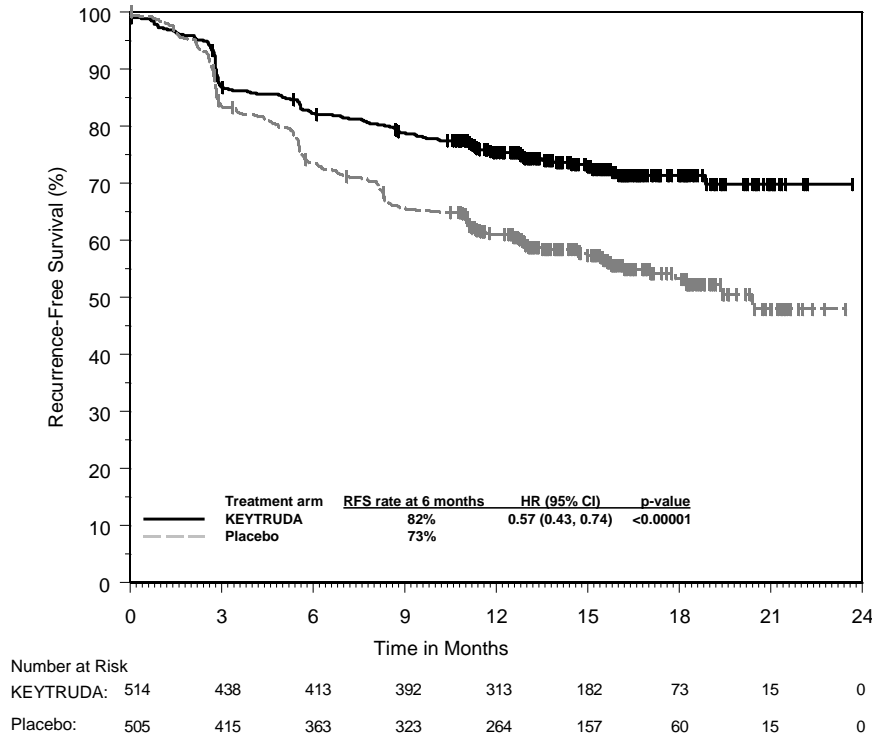 100
90
80
70
60
50
40
30
20
10
0
Recurrence-Free Survival (%)
Treatment arm RFS rate at 6 months HR (95% CI) p-value
KEYTRUDA 82% 0.57 (0.43, 0.74) <0.00001
Placebo 73%
0 3 6 9 12 15 18 21 24
Time in Months
Number at Risk
KEYTRUDA: 514 438 413 392 313 182 73 15 0
Placebo: 505 415 363 323 264 157 60 15 0